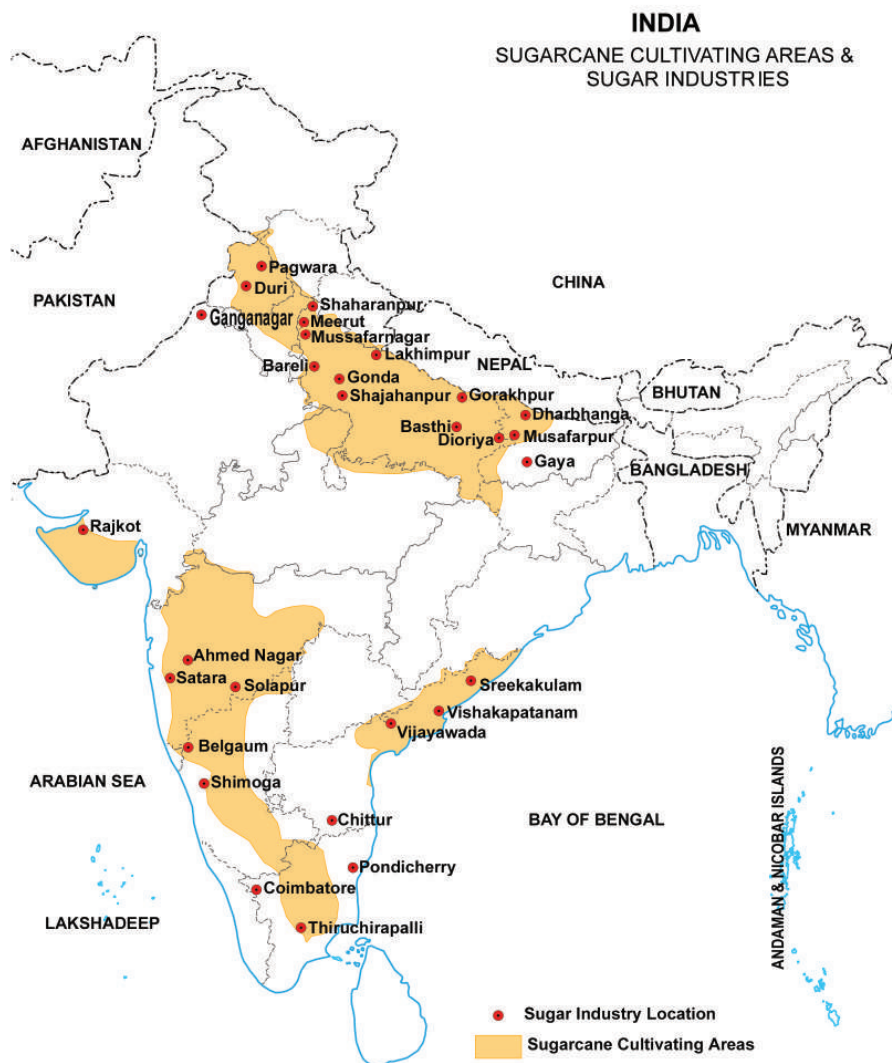 INDIA
SUGARCANE CULTIVATING AREAS &
SUGAR INDUSTRIES
AFGHANISTAN
PAKISTAN
CHINA
NEPAL
BHUTAN
BANGLADESH
MYANMAR
Pagwara
Duri
Ganganagar
Shaharanpur
Meerut
Mussafarnagar
Lakhimpur
Bareli
Gonda
Shajahanpur
Gorakhpur
Dharbhanga
Basthi
Dioriya
Musafarpur
Gaya
Rajkot
Ahmed Nagar
Satara
Solapur
Sreekakulam
Vishakapatanam
Vijayawada
Belgaum
ARABIAN SEA
Shimoga
Chittur
BAY OF BENGAL
Pondicherry
Coimbatore
LAKSHADEEP
Thiruchirapalli
ANDAMAN & NICOBAR ISLANDS
Sugar Industry Location
Sugarcane Cultivating Areas